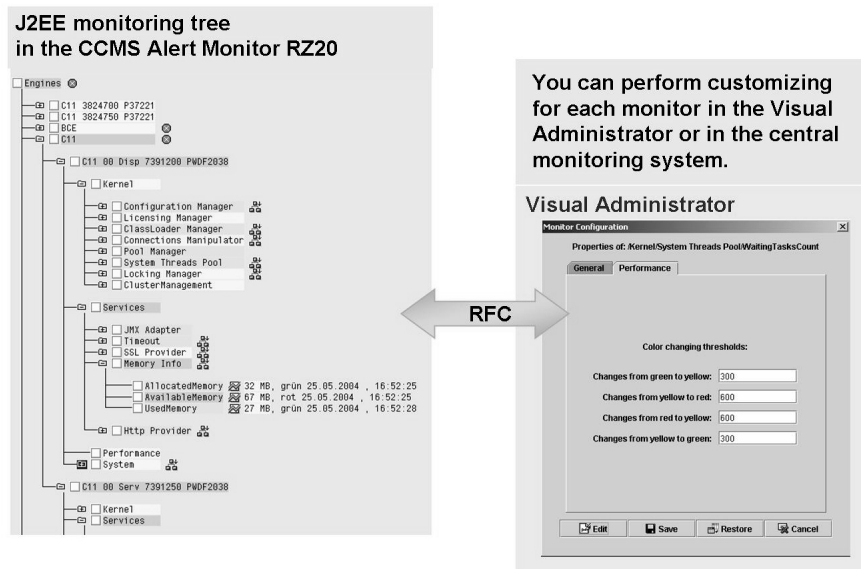 J2EE monitoring tree
in the CCMS Alert Monitor RZ20
Engines
C11 3824700 P37221
C11 3824750 P37221
BCE
C11
C11 00 Disp 7391200 PWDF2038
Kernel
Configuration Manager
Licensing Manager
ClassLoader Manager
Connections Manipulator
Pool Manager
System Threads Pool
Locking Manager
ClusterManagement
Services
JMX Adapter
Timeout
SSL Provider
Memory Info
AllocatedMemory 32 MB, grün 25.05.2004 , 16:52:25
AvailableMemory 67 MB, rot 25.05.2004 , 16:52:25
UsedMemory 27 MB, grün 25.05.2004 , 16:52:28
Http Provider
Performance
System
C11 00 Serv 7391250 PWDF2038
Kernel
Services
RFC
You can perform customizing
for each monitor in the Visual
Administrator or in the central
monitoring system.
Visual Administrator
Monitor Configuration
Properties of: /Kernel/System Threads Pool/WaitingTasksCount
General Performance
Color changing thresholds:
Changes from green to yellow: 300
Changes from yellow to red: 600
Changes from red to yellow: 600
Changes from yellow to green: 300
Edit Save Restore Cancel